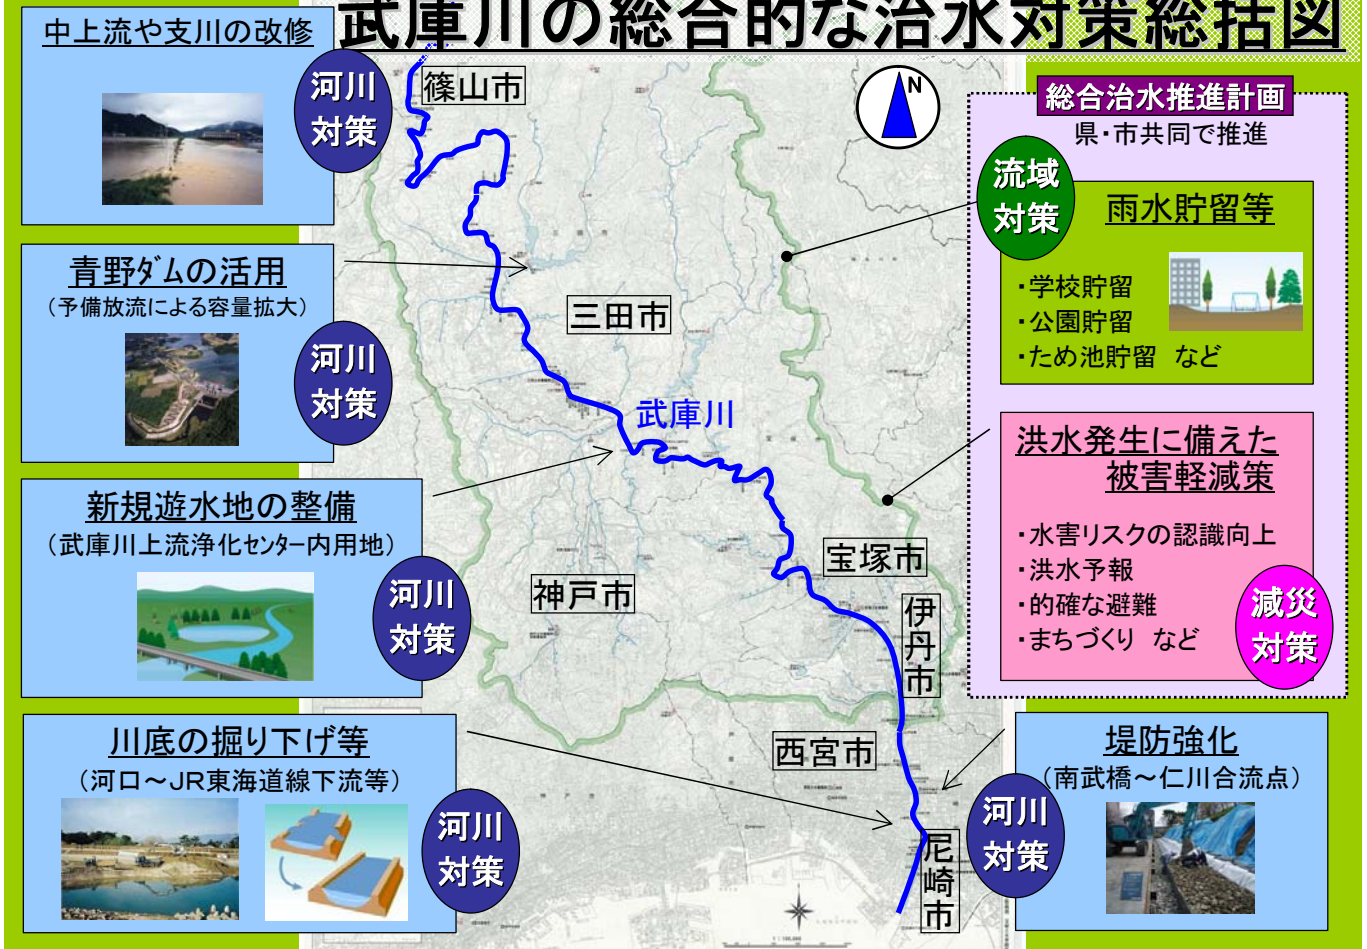 武庫川の総合的な治水対策総括図
中上流や支川の改修
河川
対策
篠山市
N
総合治水推進計画
県・市共同で推進
流域
対策
雨水貯留等
・学校貯留
・公園貯留
・ため池貯留 など
青野ダムの活用
（予備放流による容量拡大）
河川
対策
三田市
武庫川
洪水発生に備えた
被害軽減策
・水害リスクの認識向上
・洪水予報
・的確な避難
・まちづくり など
減災
対策
新規遊水地の整備
（武庫川上流浄化センター内用地）
河川
対策
神戸市
宝塚市
伊丹市
西宮市
尼崎市
川底の掘り下げ等
（河口～JR東海道線下流等）
河川
対策
堤防強化
（南武橋～仁川合流点）
河川
対策